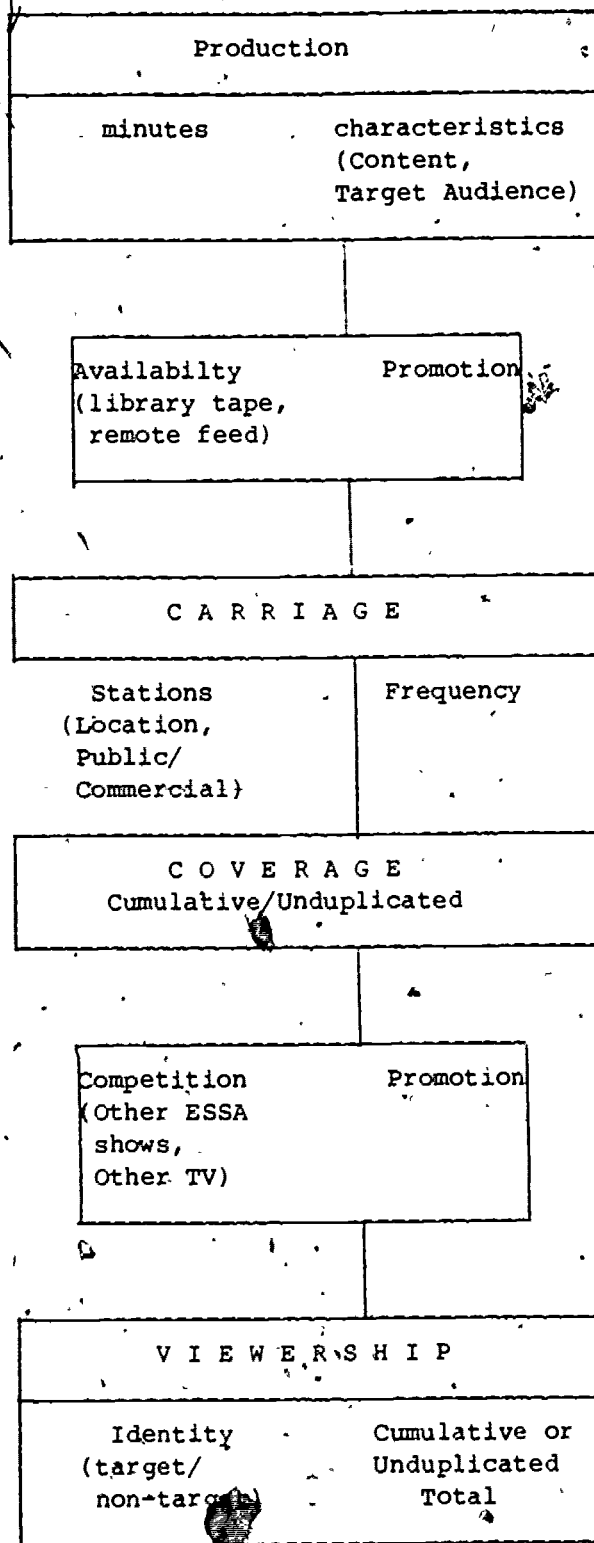 Production
minutes characteristics
(Content,
Target Audience)
Availabilty Promotion
(library tape,
remote feed)
C A R R I A G E
Stations Frequency
(Location,
Public/
Commercial)
C O V E R A G E
Cumulative/Unduplicated
Competition Promotion
(Other ESSA
shows,
Other TV)
V I E W E R S H I P
Identity Cumulative or
(target/ Unduplicated
non-target) Total